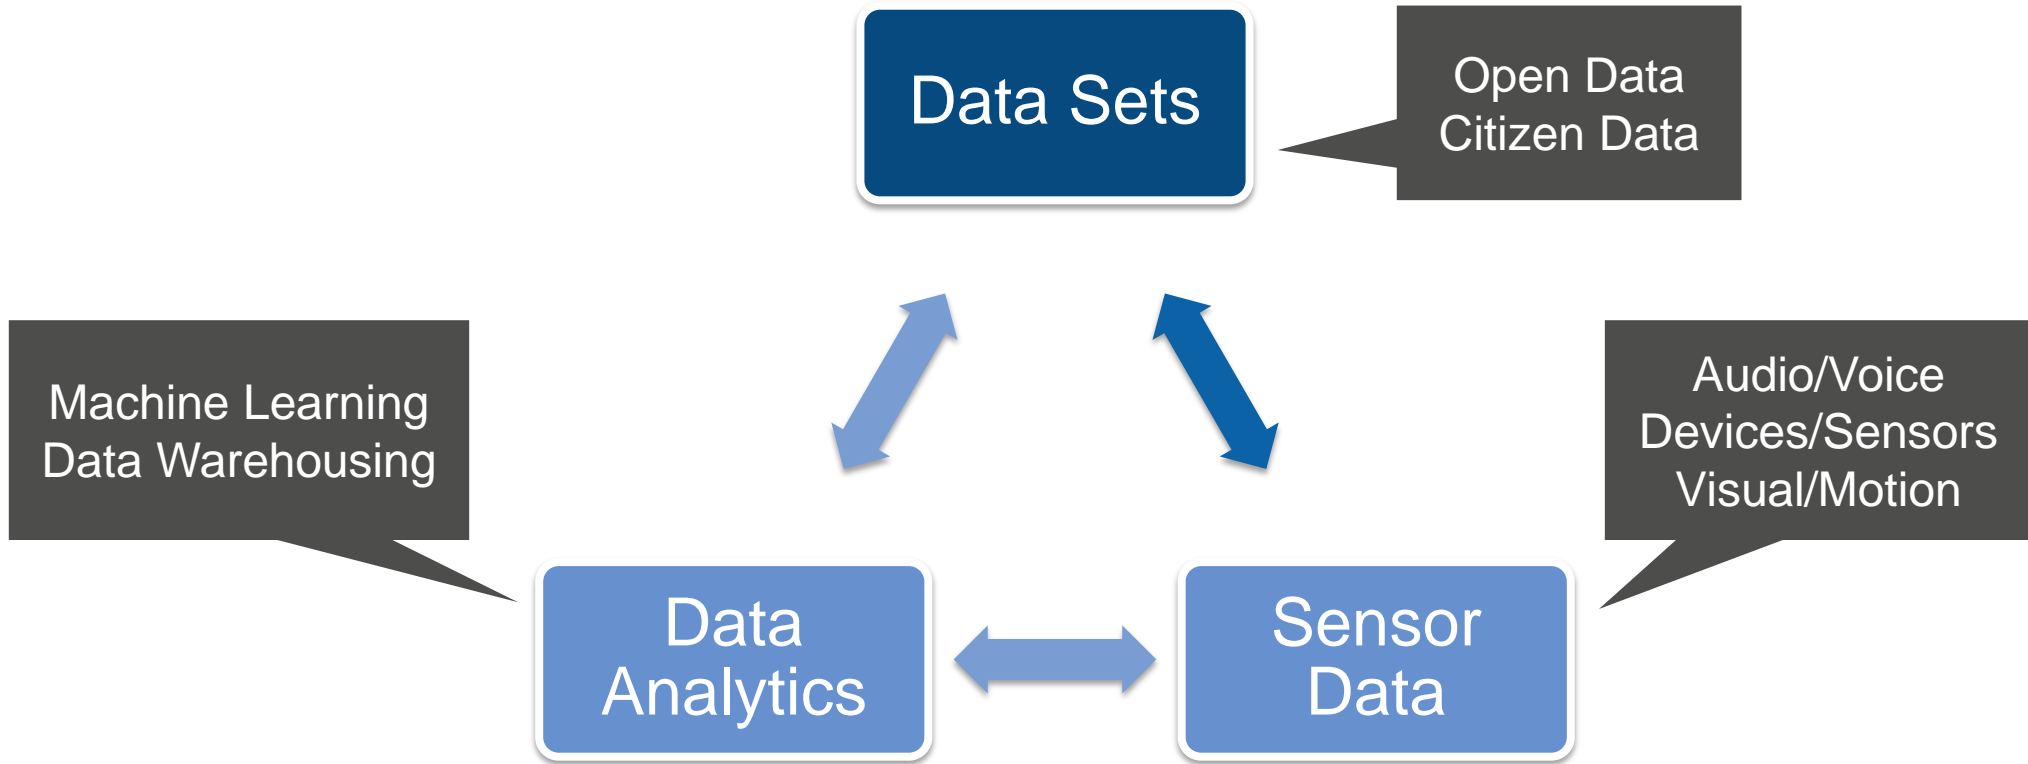 Data Sets
Open Data
Citizen Data
Machine Learning
Data Warehousing
Audio/Voice
Devices/Sensors
Visual/Motion
Data
Analytics
Sensor
Data